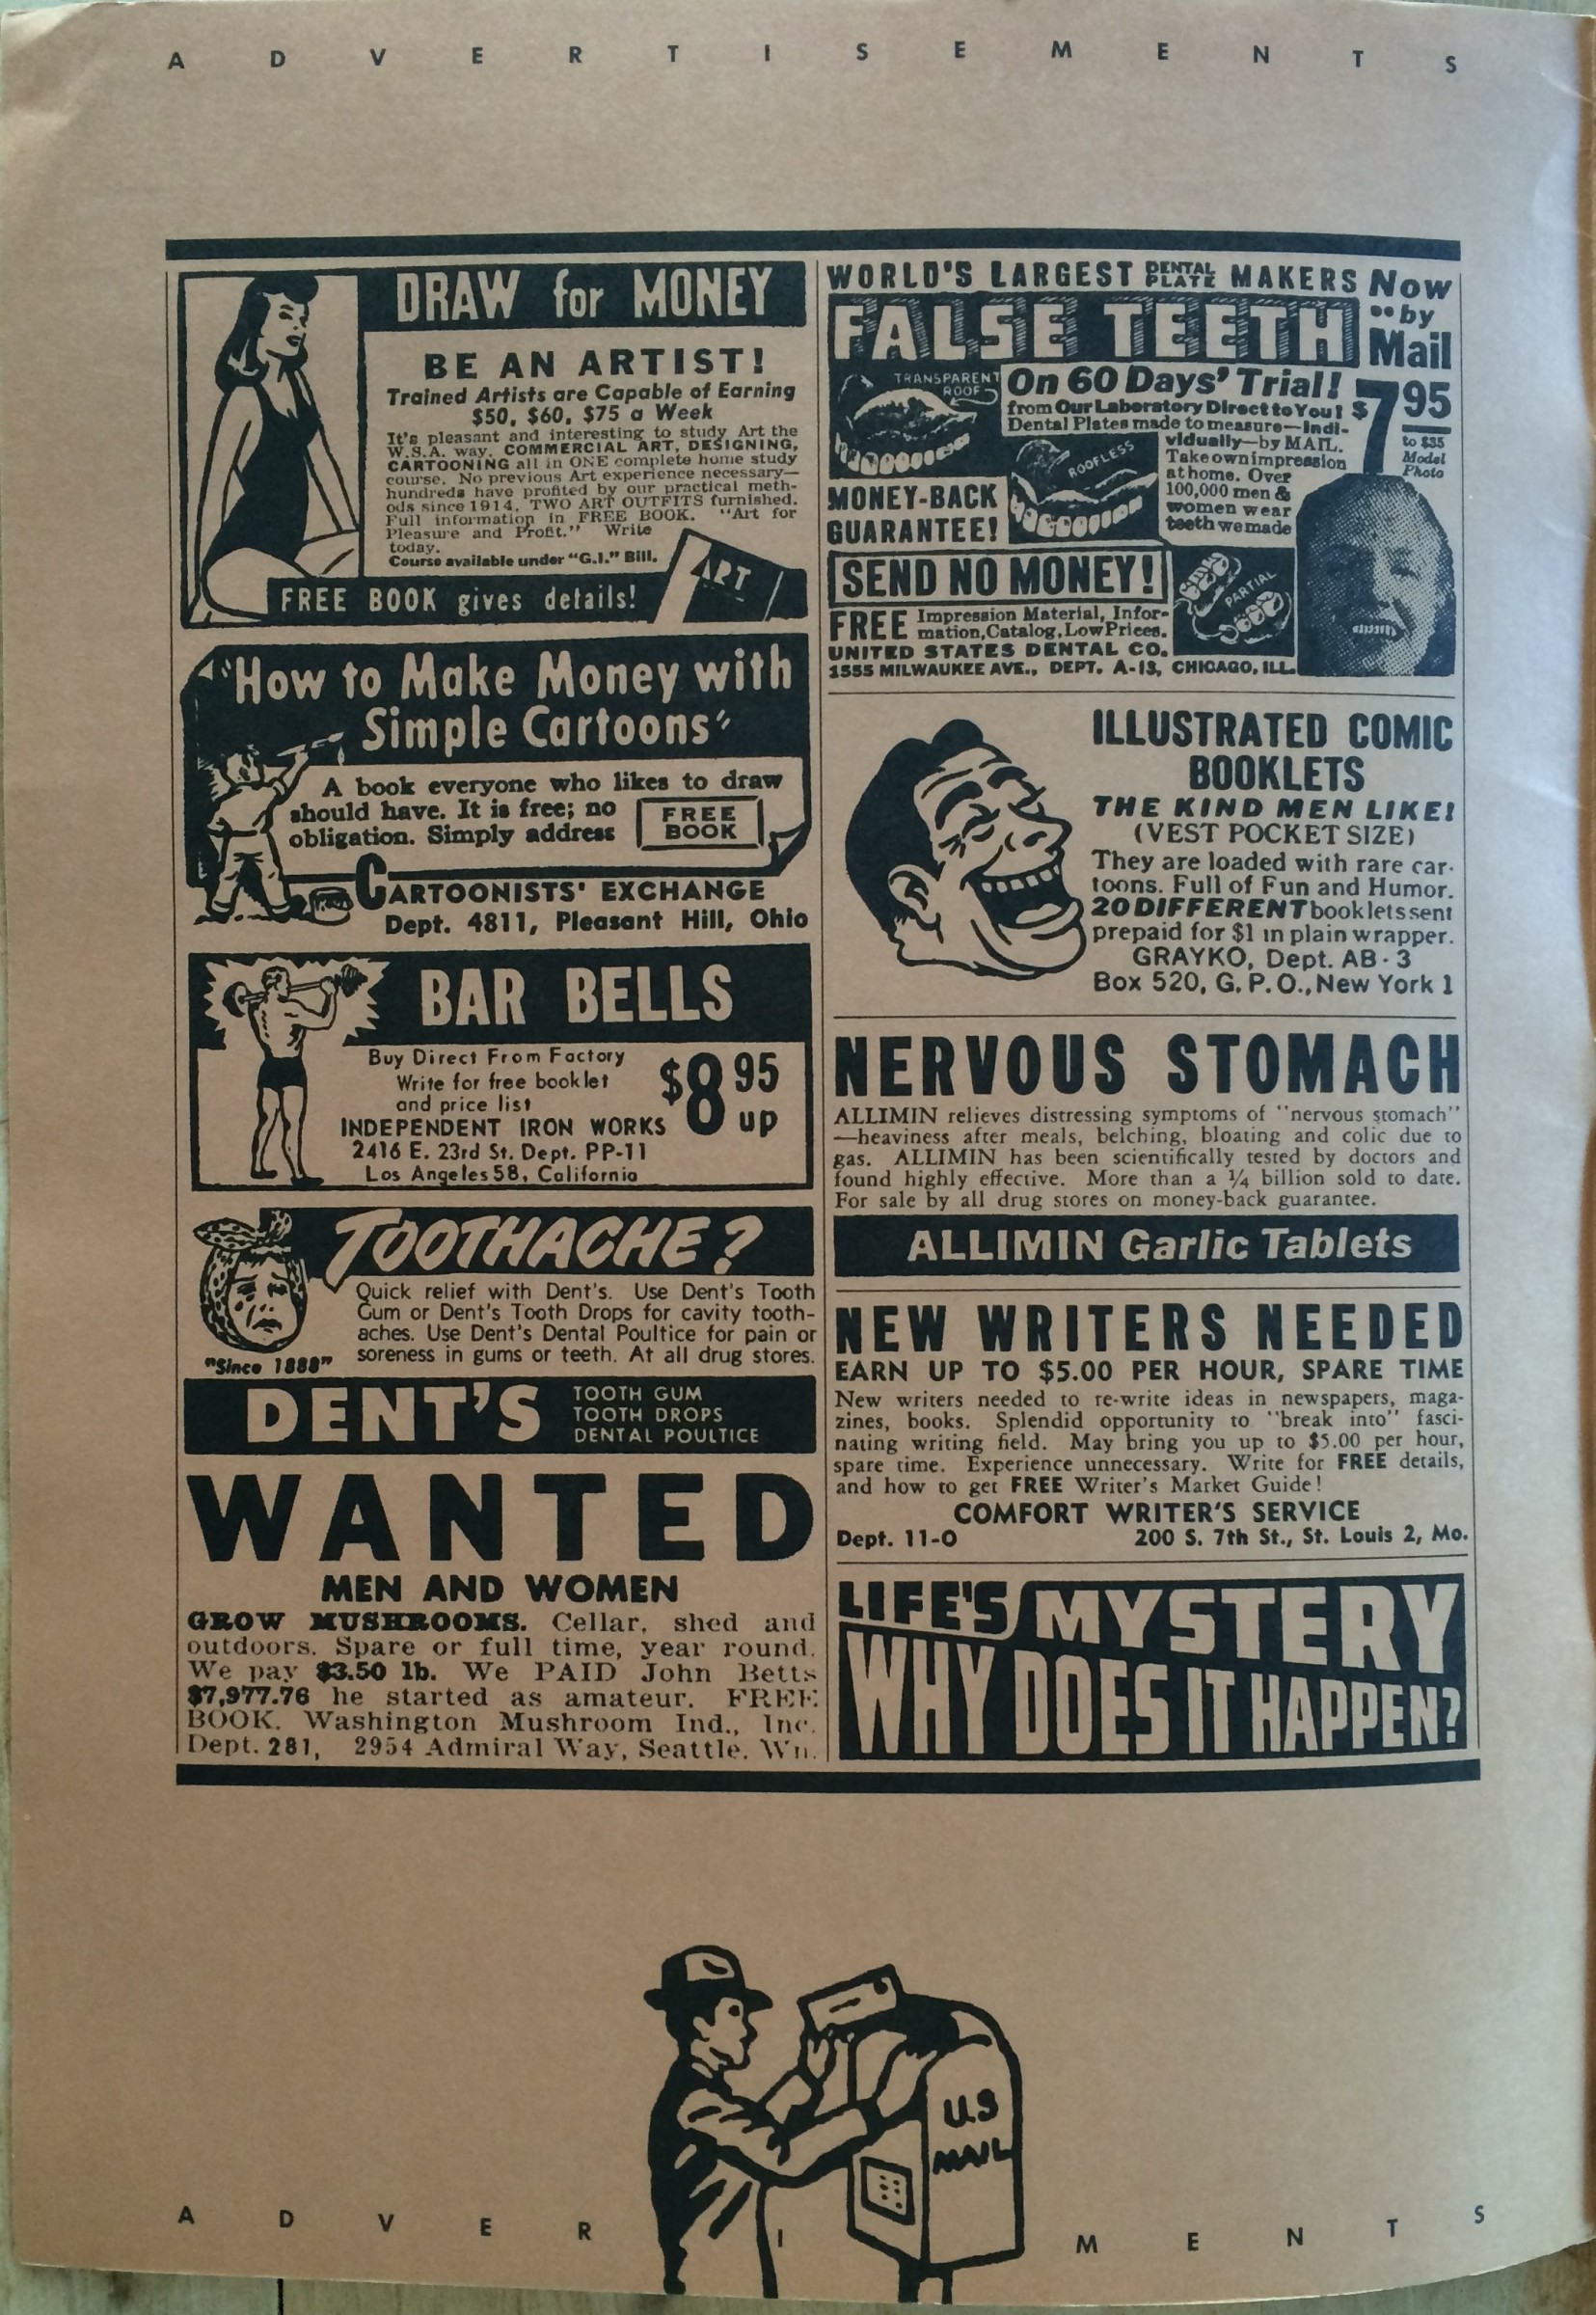 A D V E R T I S E M E N T S
DRAW for MONEY
BE AN ARTIST!
Trained Artists are Capable of Earning
$50, $60, $75 a Week
It's pleasant and interesting to study Art the
W.S.A. way. COMMERCIAL ART, DESIGNING,
CARTOONING all in ONE complete home study
course. No previous Art experience necessary—
hundreds have profited by our practical meth-
ods since 1914. TWO ART OUTFITS furnished.
Full information in FREE BOOK. "Art for
Pleasure and Profit." Write
today.
Course available under "G.I." Bill.
ART
FREE BOOK gives details!
"How to Make Money with
Simple Cartoons"
A book everyone who likes to draw
should have. It is free; no
obligation. Simply address
FREE
BOOK
CARTOONISTS' EXCHANGE
Dept. 4811, Pleasant Hill, Ohio
BAR BELLS
Buy Direct From Factory
Write for free booklet
and price list
$8 95
up
INDEPENDENT IRON WORKS
2416 E. 23rd St. Dept. PP-11
Los Angeles 58, California
TOOTHACHE?
Quick relief with Dent's. Use Dent's Tooth
Gum or Dent's Tooth Drops for cavity tooth-
aches. Use Dent's Dental Poultice for pain or
soreness in gums or teeth. At all drug stores.
"Since 1888"
DENT'S
TOOTH GUM
TOOTH DROPS
DENTAL POULTICE
WANTED
MEN AND WOMEN
GROW MUSHROOMS. Cellar, shed and
outdoors. Spare or full time, year round.
We pay $3.50 lb. We PAID John Betts
$7,977.76 he started as amateur. FREE
BOOK. Washington Mushroom Ind., Inc.
Dept. 281, 2954 Admiral Way, Seattle, Wn.
WORLD'S LARGEST DENTAL PLATE MAKERS
FALSE TEETH
Now
"by
Mail
TRANSPARENT
ROOF
On 60 Days' Trial!
from Our Laboratory Direct to You!
Dental Plates made to measure—Indi-
vidually—by MAIL.
Take own impression
at home. Over
100,000 men &
women wear
teeth we made
$7 95
to $35
Model
Photo
ROOFLESS
MONEY-BACK
GUARANTEE!
SEND NO MONEY!
PARTIAL
FREE Impression Material, Infor-
mation, Catalog, Low Prices.
UNITED STATES DENTAL CO.
1555 MILWAUKEE AVE., DEPT. A-13, CHICAGO, ILL.
ILLUSTRATED COMIC
BOOKLETS
THE KIND MEN LIKE!
(VEST POCKET SIZE)
They are loaded with rare car-
toons. Full of Fun and Humor.
20 DIFFERENT booklets sent
prepaid for $1 in plain wrapper.
GRAYKO, Dept. AB-3
Box 520, G. P. O., New York 1
NERVOUS STOMACH
ALLIMIN relieves distressing symptoms of "nervous stomach"
—heaviness after meals, belching, bloating and colic due to
gas. ALLIMIN has been scientifically tested by doctors and
found highly effective. More than a ¼ billion sold to date.
For sale by all drug stores on money-back guarantee.
ALLIMIN Garlic Tablets
NEW WRITERS NEEDED
EARN UP TO $5.00 PER HOUR, SPARE TIME
New writers needed to re-write ideas in newspapers, maga-
zines, books. Splendid opportunity to "break into" fasci-
nating writing field. May bring you up to $5.00 per hour,
spare time. Experience unnecessary. Write for FREE details,
and how to get FREE Writer's Market Guide!
COMFORT WRITER'S SERVICE
Dept. 11-O 200 S. 7th St., St. Louis 2, Mo.
LIFE'S MYSTERY
WHY DOES IT HAPPEN?
U.S
MAIL
A D V E R I M E N T S